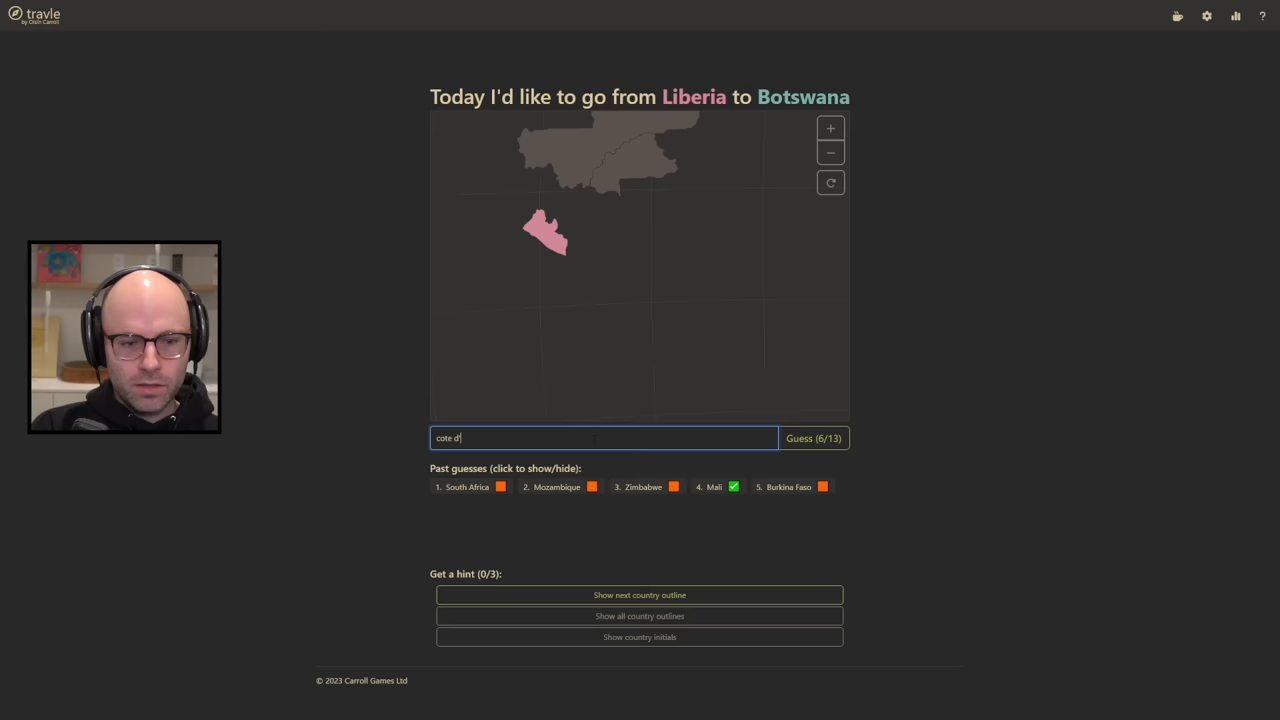 travle
by Oisín Carroll
Today I'd like to go from Liberia to Botswana
+
−
cote d'
Guess (6/13)
Past guesses (click to show/hide):
1. South Africa
2. Mozambique
3. Zimbabwe
4. Mali
5. Burkina Faso
Get a hint (0/3):
Show next country outline
Show all country outlines
Show country initials
© 2023 Carroll Games Ltd